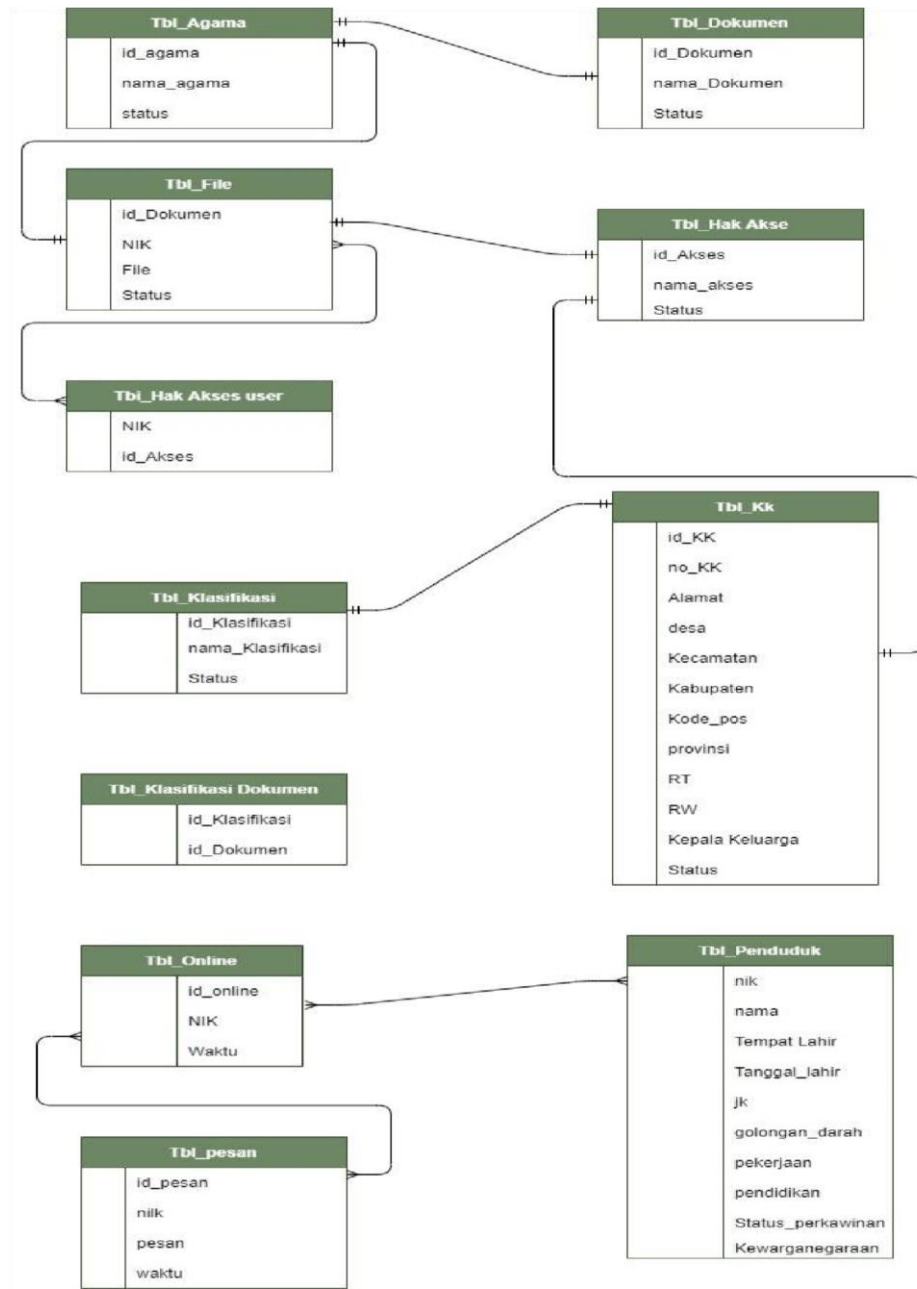 Tbl_Agama
id_agama
nama_agama
status
Tbl_Dokumen
id_Dokumen
nama_Dokumen
Status
Tbl_File
id_Dokumen
NIK
File
Status
Tbl_Hak Akse
id_Akses
nama_akses
Status
Tbi_Hak Akses user
NIK
id_Akses
Tbl_Kk
id_KK
no_KK
Alamat
desa
Kecamatan
Kabupaten
Kode_pos
provinsi
RT
RW
Kepala Keluarga
Status
Tbl_Klasifikasi
id_Klasifikasi
nama_Klasifikasi
Status
Tbl_Klasifikasi Dokumen
id_Klasifikasi
id_Dokumen
Tbl_Online
id_online
NIK
Waktu
Tbl_Penduduk
nik
nama
Tempat Lahir
Tanggal_lahir
jk
golongan_darah
pekerjaan
pendidikan
Status_perkawinan
Kewarganegaraan
Tbl_pesan
id_pesan
nilk
pesan
waktu